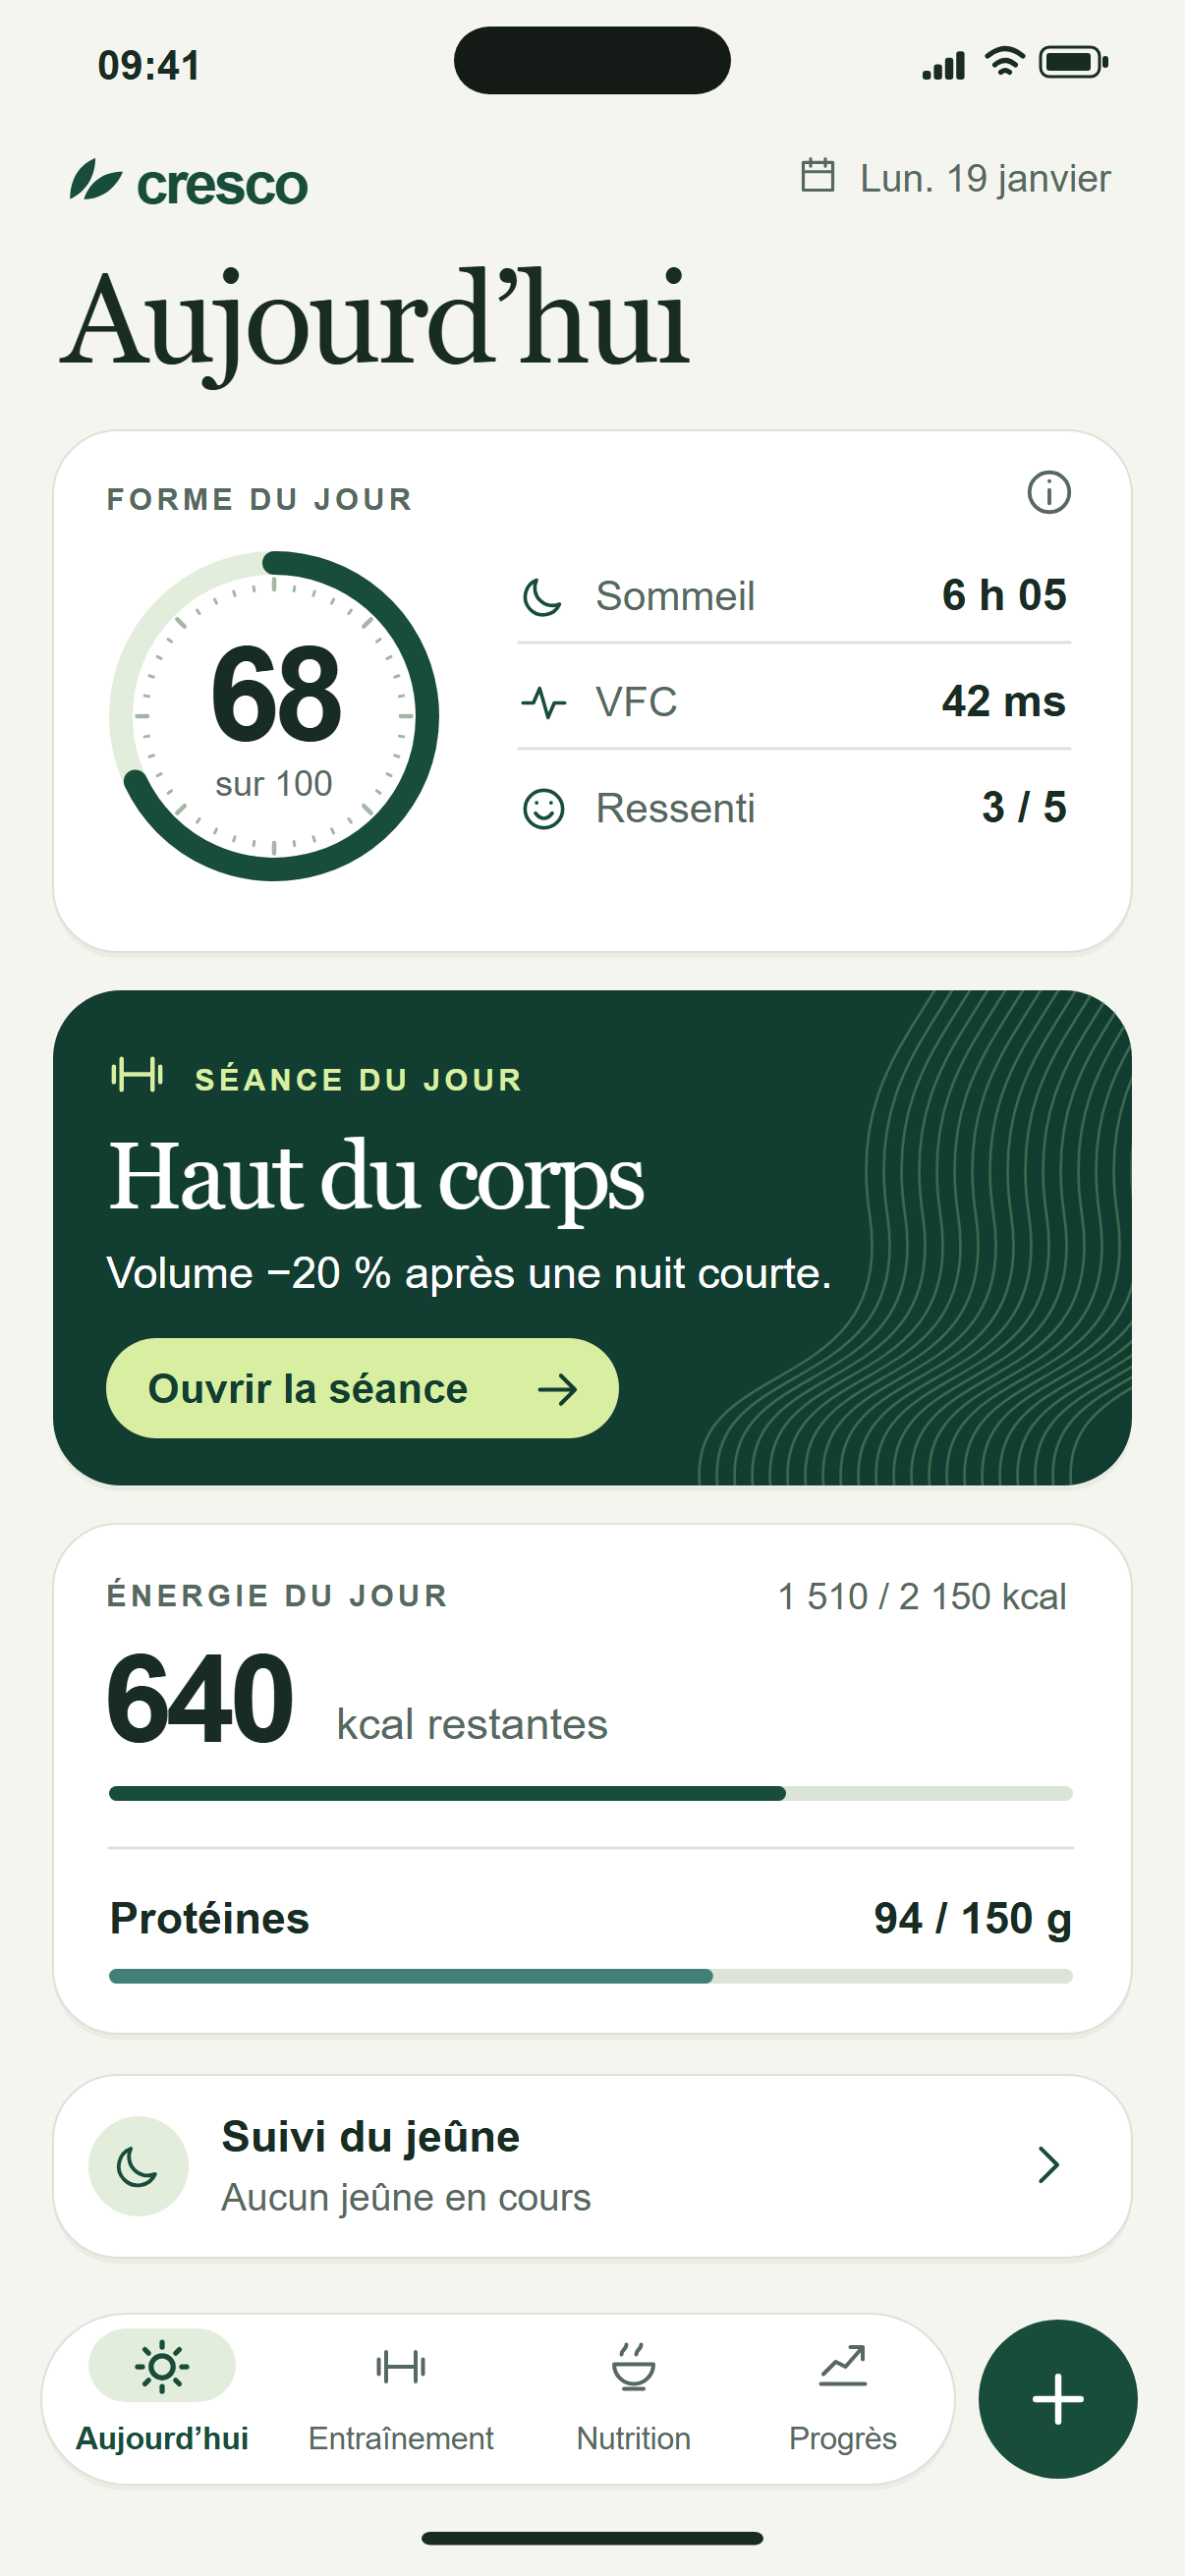 09:41
cresco
Lun. 19 janvier
Aujourd’hui
FORME DU JOUR
68
sur 100
Sommeil 6 h 05
VFC 42 ms
Ressenti 3 / 5
SÉANCE DU JOUR
Haut du corps
Volume −20 % après une nuit courte.
Ouvrir la séance
ÉNERGIE DU JOUR 1 510 / 2 150 kcal
640 kcal restantes
Protéines 94 / 150 g
Suivi du jeûne
Aucun jeûne en cours
Aujourd’hui Entraînement Nutrition Progrès